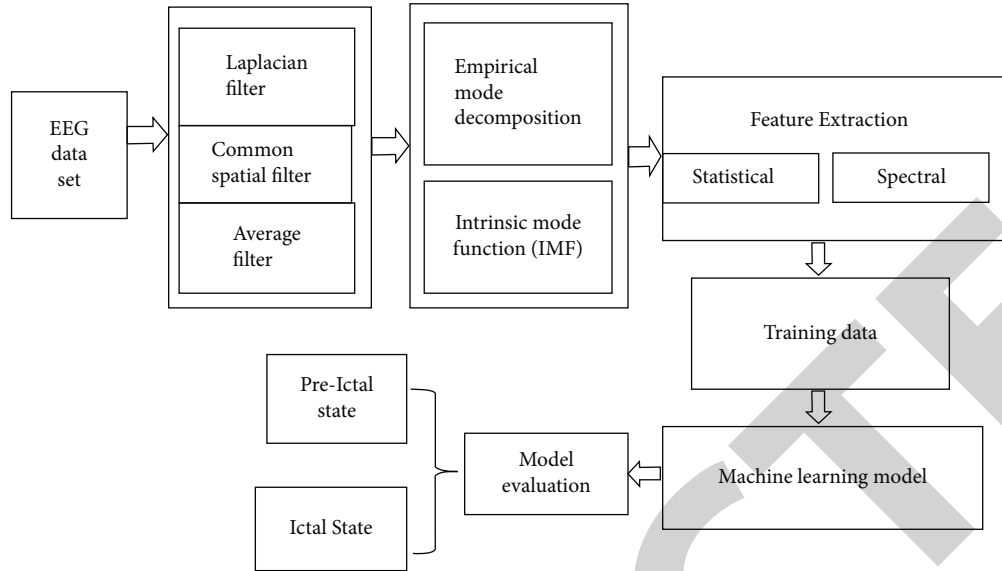 EEG
data
set
Laplacian
filter
Common
spatial filter
Average
filter
Empirical
mode
decomposition
Intrinsic mode
function (IMF)
Feature Extraction
Statistical
Spectral
Training data
Machine learning model
Model
evaluation
Pre-Ictal
state
Ictal State
CTE